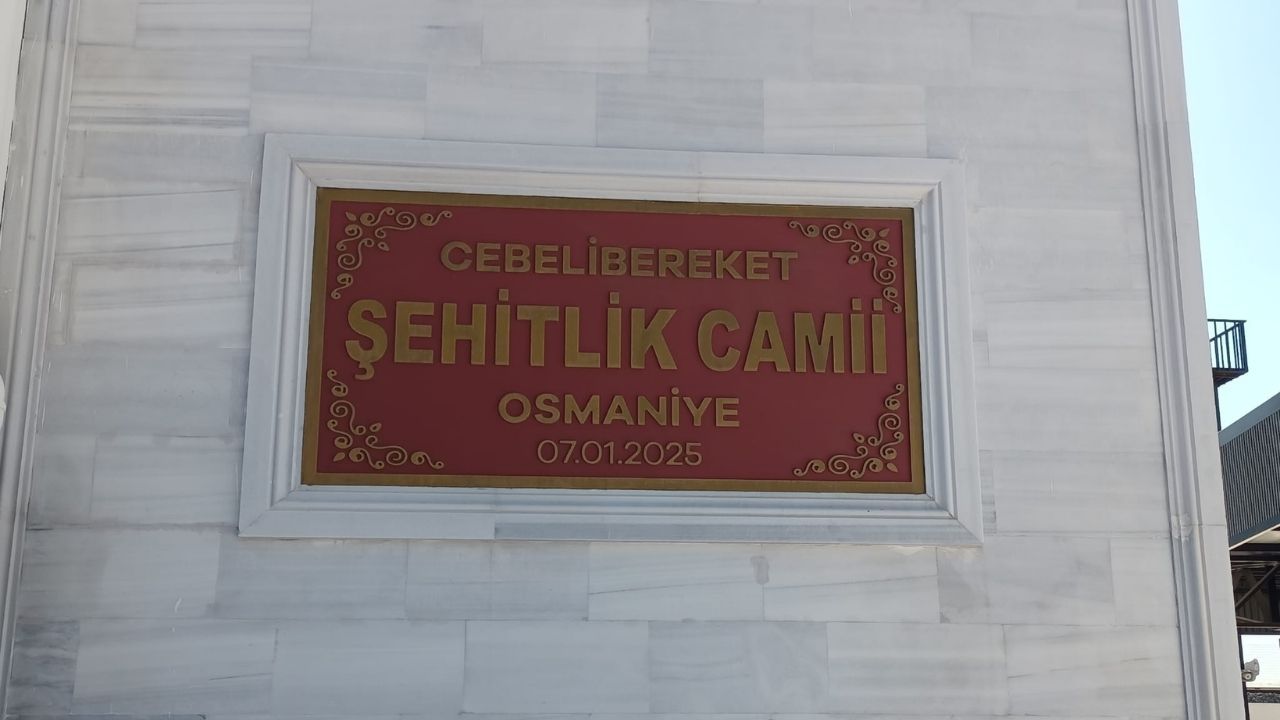 CEBELİBEREKET
ŞEHİTLİK CAMİİ
OSMANİYE
07.01.2025